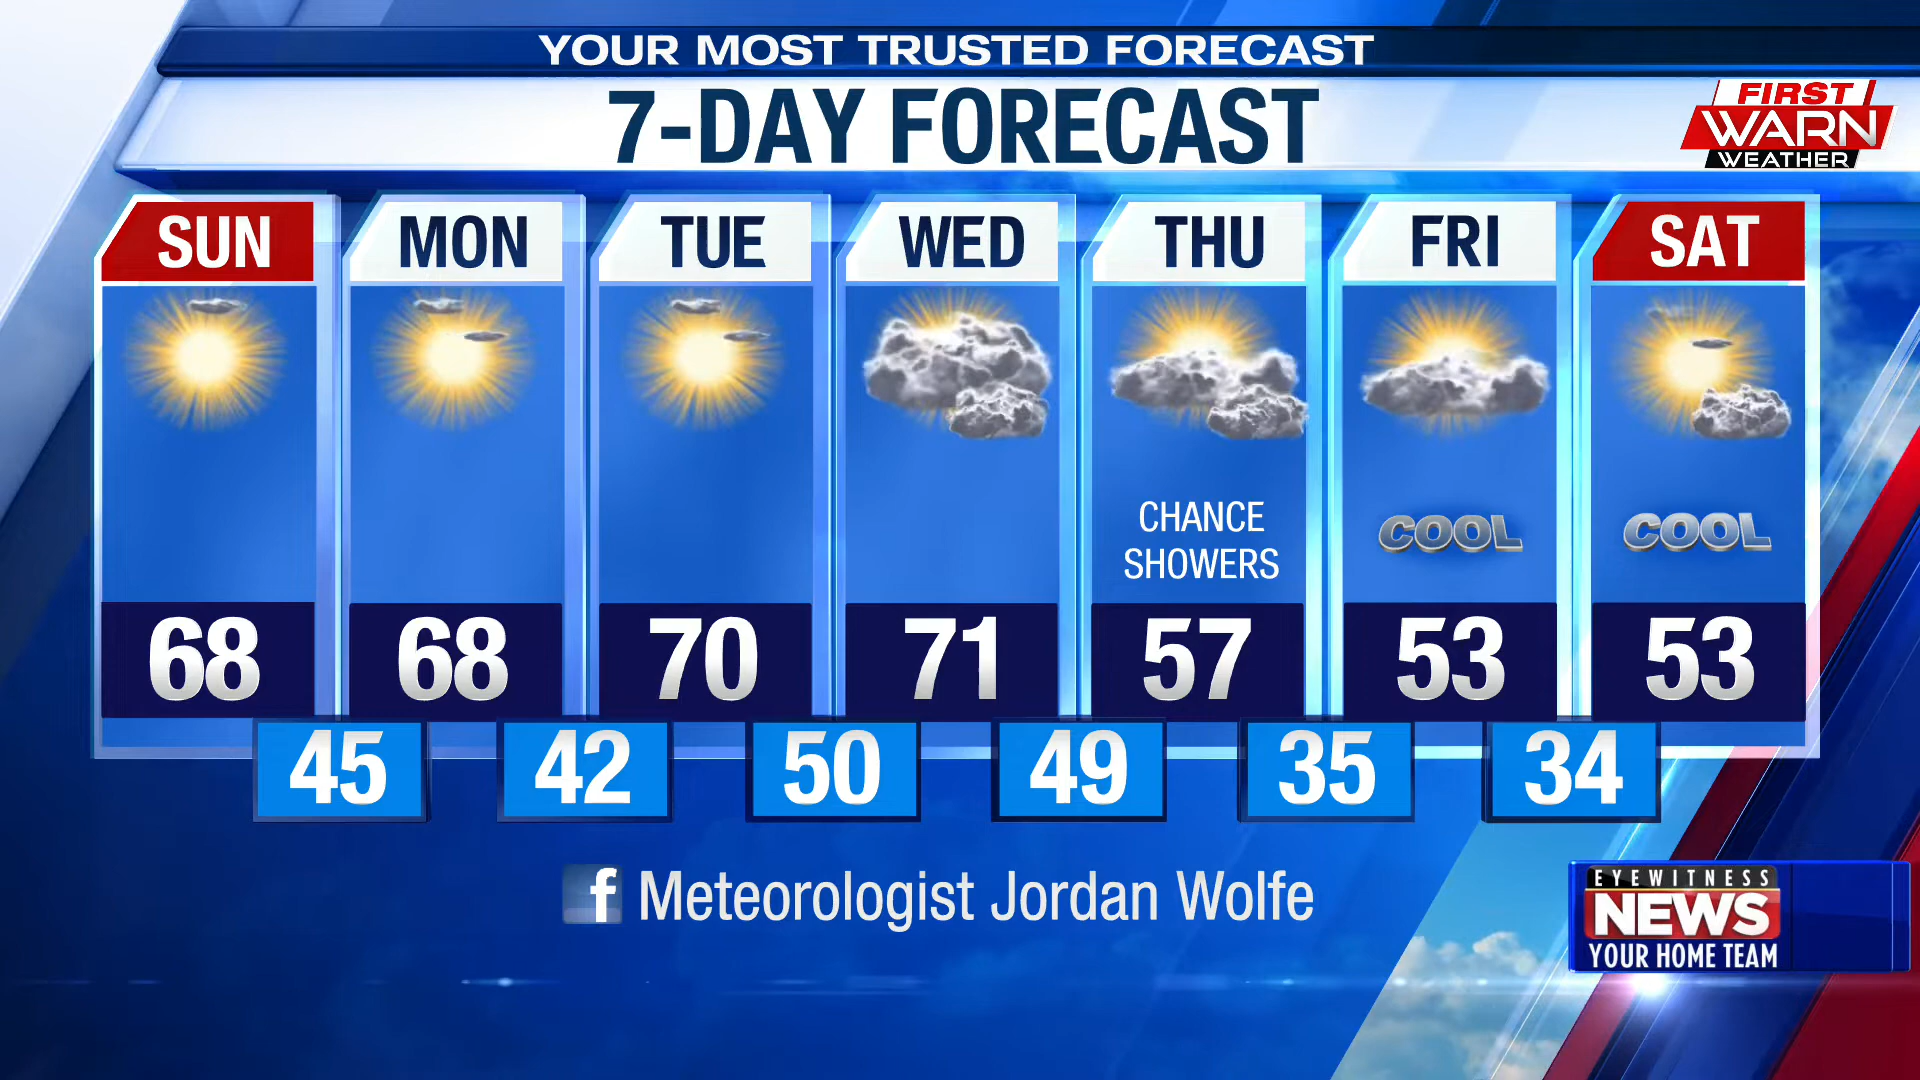 YOUR MOST TRUSTED FORECAST
7-DAY FORECAST
FIRST
WARN
WEATHER
SUN MON TUE WED THU FRI SAT
CHANCE
SHOWERS
COOL COOL
68 68 70 71 57 53 53
45 42 50 49 35 34
f Meteorologist Jordan Wolfe
EYEWITNESS
NEWS
YOUR HOME TEAM